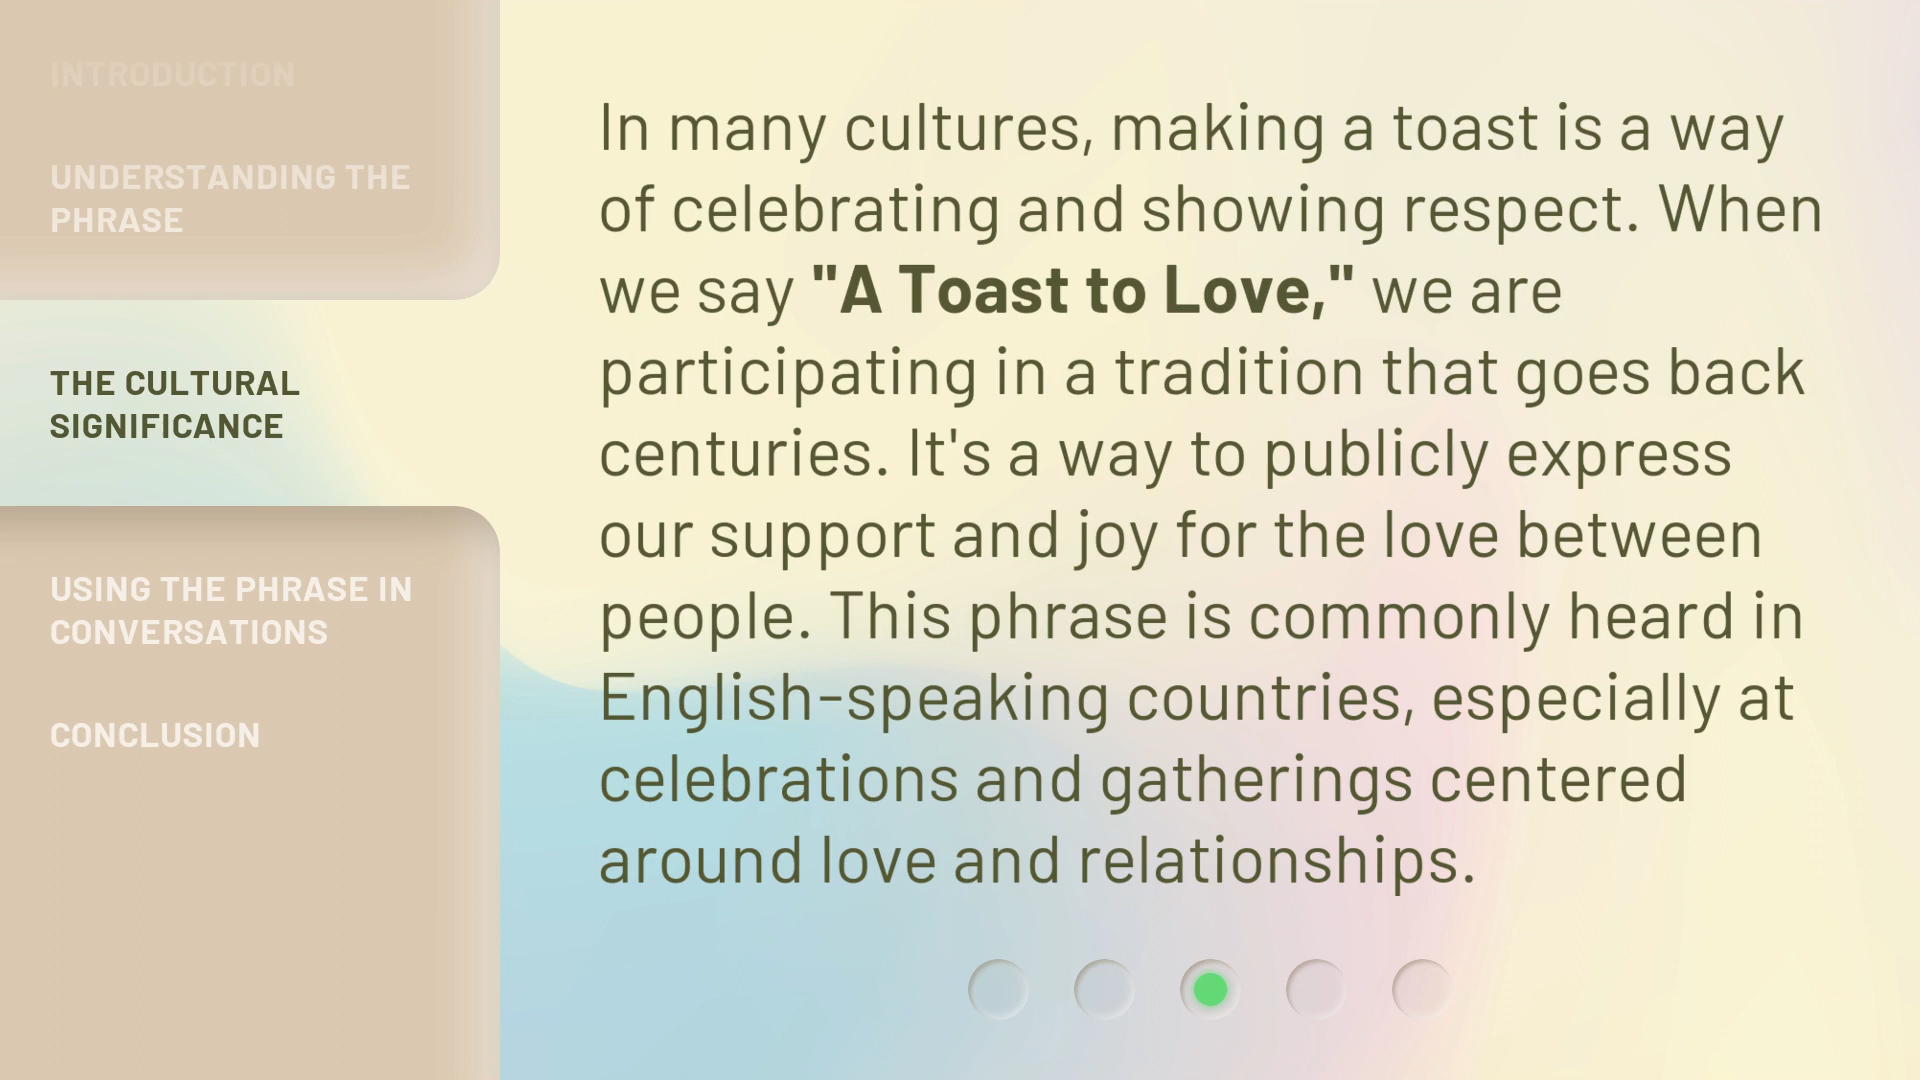 INTRODUCTION
UNDERSTANDING THE
PHRASE
THE CULTURAL
SIGNIFICANCE
USING THE PHRASE IN
CONVERSATIONS
CONCLUSION
In many cultures, making a toast is a way
of celebrating and showing respect. When
we say "A Toast to Love," we are
participating in a tradition that goes back
centuries. It's a way to publicly express
our support and joy for the love between
people. This phrase is commonly heard in
English-speaking countries, especially at
celebrations and gatherings centered
around love and relationships.